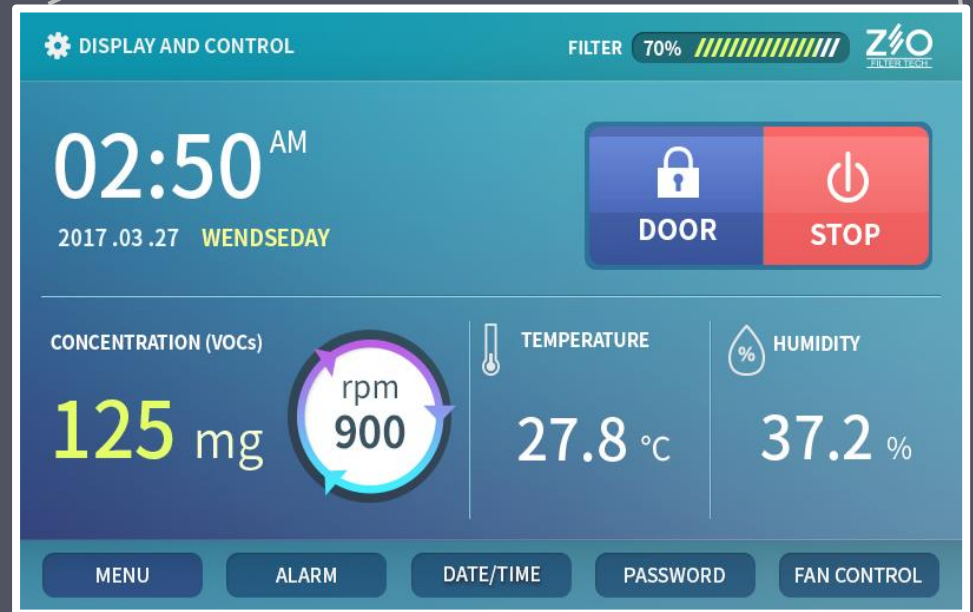 DISPLAY AND CONTROL
FILTER 70%
ZIO
FILTER TECH
02:50 AM
2017.03.27 WENDSEDAY
DOOR
STOP
CONCENTRATION (VOCs)
125 mg
rpm
900
TEMPERATURE
27.8 °C
%
HUMIDITY
37.2 %
MENU
ALARM
DATE/TIME
PASSWORD
FAN CONTROL